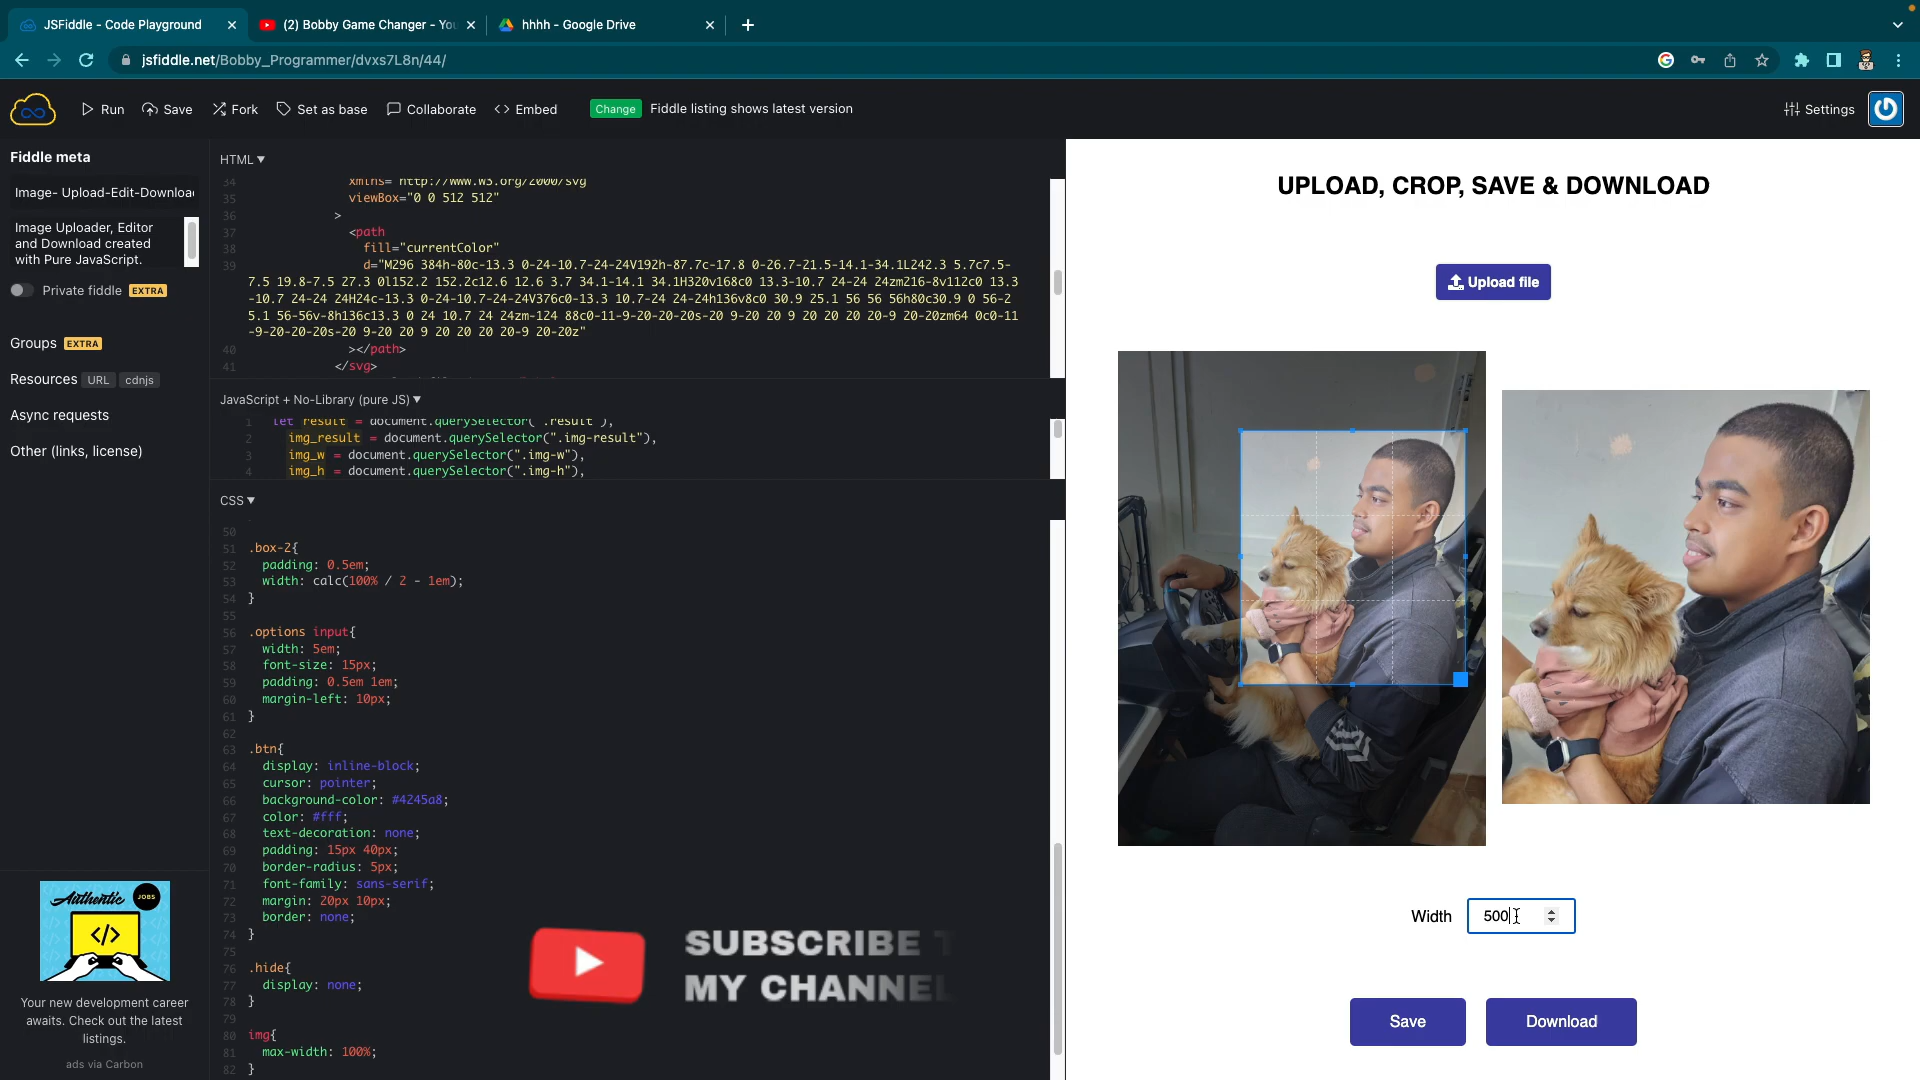 JSFiddle - Code Playground
(2) Bobby Game Changer - Yo
hhhh - Google Drive
jsfiddle.net/Bobby_Programmer/dvxs7L8n/44/
Run
Save
Fork
Set as base
Collaborate
Embed
Change
Fiddle listing shows latest version
Settings
Fiddle meta
Image- Upload-Edit-Download
Image Uploader, Editor
and Download created
with Pure JavaScript.
Private fiddle EXTRA
Groups EXTRA
Resources URL cdnjs
Async requests
Other (links, license)
Authentic JOBS
</>
Your new development career
awaits. Check out the latest
listings.
ads via Carbon
HTML
34 xmlns="http://www.w3.org/2000/svg"
35 viewBox="0 0 512 512"
36 >
37 <path
38 fill="currentColor"
39 d="M296 384h-80c-13.3 0-24-10.7-24-24V192h-87.7c-17.8 0-26.7-21.5-14.1-34.1L242.3 5.7c7.5-
7.5 19.8-7.5 27.3 0l152.2 152.2c12.6 12.6 3.7 34.1-14.1 34.1H320v168c0 13.3-10.7 24-24 24zm216-8v112c0 13.3
-10.7 24-24 24H24c-13.3 0-24-10.7-24-24V376c0-13.3 10.7-24 24-24h136v8c0 30.9 25.1 56 56 56h80c30.9 0 56-2
5.1 56-56v-8h136c13.3 0 24 10.7 24 24zm-124 88c0-11-9-20-20-20s-20 9-20 20 9 20 20 20 20-9 20-20zm64 0c0-11
-9-20-20-20s-20 9-20 20 9 20 20 20 20-9 20-20z"
40 ></path>
41 </svg>
JavaScript + No-Library (pure JS)
1 let result = document.querySelector(".result"),
2 img_result = document.querySelector(".img-result"),
3 img_w = document.querySelector(".img-w"),
4 img_h = document.querySelector(".img-h"),
CSS
50
51 .box-2{
52 padding: 0.5em;
53 width: calc(100% / 2 - 1em);
54 }
55
56 .options input{
57 width: 5em;
58 font-size: 15px;
59 padding: 0.5em 1em;
60 margin-left: 10px;
61 }
62
63 .btn{
64 display: inline-block;
65 cursor: pointer;
66 background-color: #4245a8;
67 color: #fff;
68 text-decoration: none;
69 padding: 15px 40px;
70 border-radius: 5px;
71 font-family: sans-serif;
72 margin: 20px 10px;
73 border: none;
74 }
75
76 .hide{
77 display: none;
78 }
79
80 img{
81 max-width: 100%;
82 }
SUBSCRIBE T
MY CHANNEL
UPLOAD, CROP, SAVE & DOWNLOAD
Upload file
Width 500
Save
Download